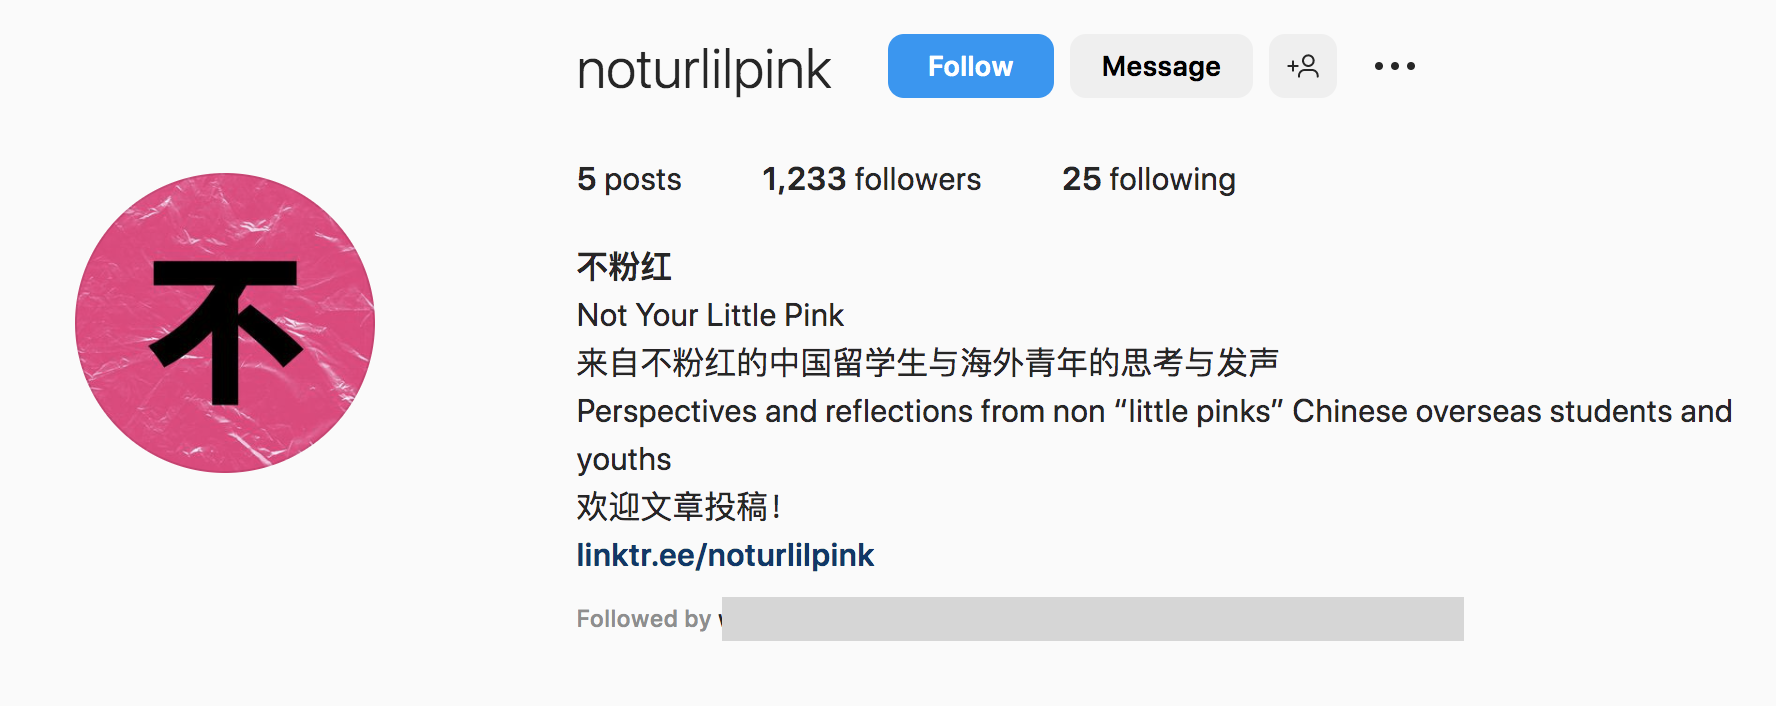 noturlilpink Follow Message
5 posts 1,233 followers 25 following
不
不粉红
Not Your Little Pink
来自不粉红的中国留学生与海外青年的思考与发声
Perspectives and reflections from non “little pinks” Chinese overseas students and
youths
欢迎文章投稿！
linktr.ee/noturlilpink
Followed by